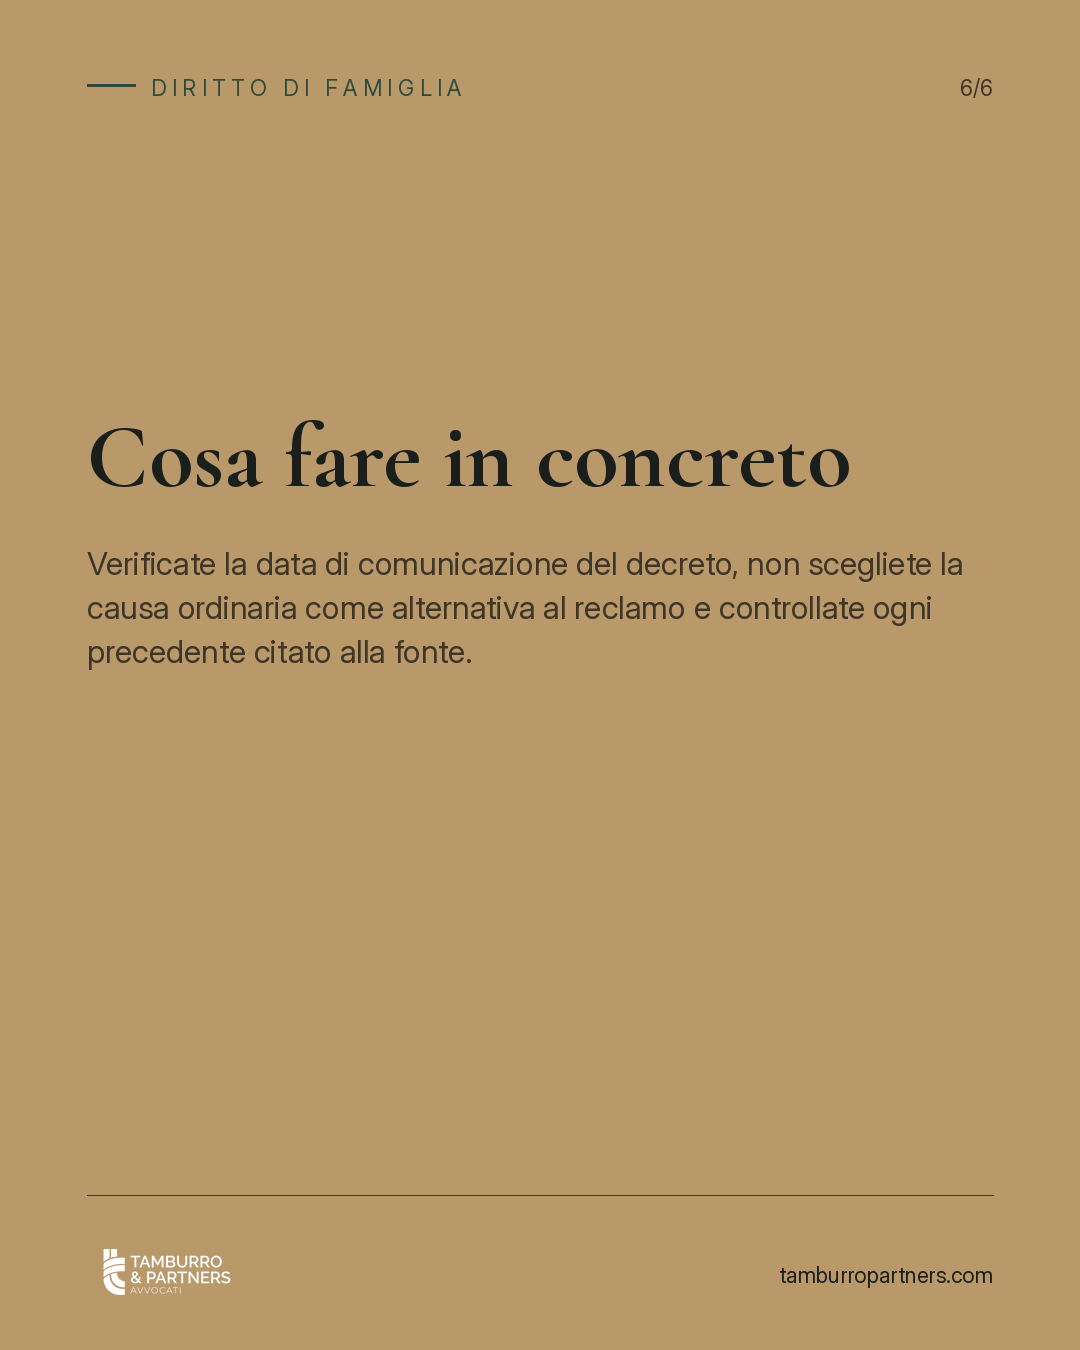 DIRITTO DI FAMIGLIA
6/6
Cosa fare in concreto
Verificate la data di comunicazione del decreto, non scegliete la
causa ordinaria come alternativa al reclamo e controllate ogni
precedente citato alla fonte.
TAMBURRO
& PARTNERS
AVVOCATI
tamburropartners.com